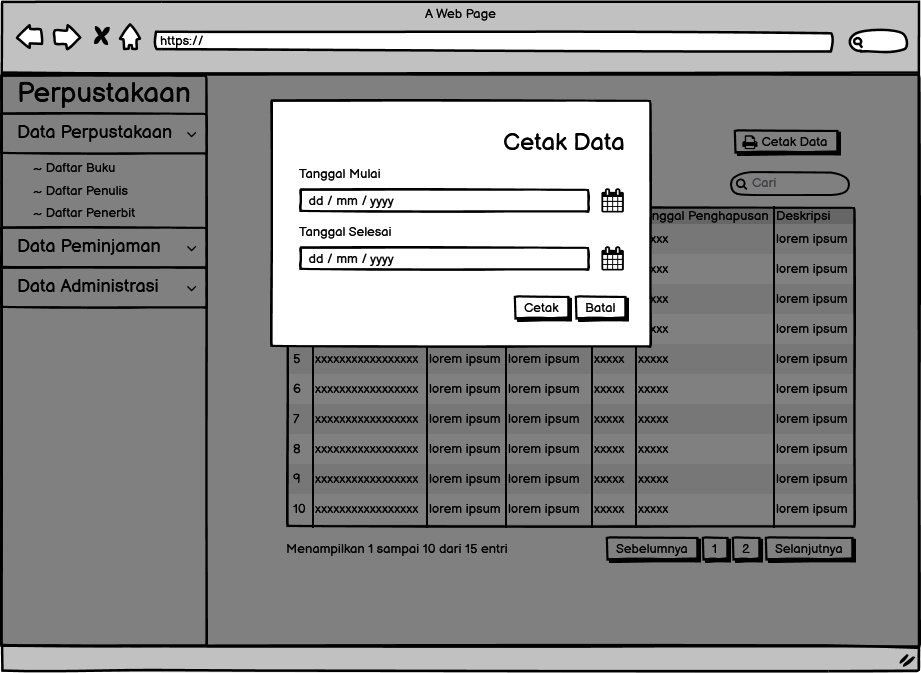 A Web Page
https://
Perpustakaan
Data Perpustakaan
~ Daftar Buku
~ Daftar Penulis
~ Daftar Penerbit
Data Peminjaman
Data Administrasi
Cetak Data
Cari
Cetak Data
Tanggal Mulai
dd / mm / yyyy
Tanggal Selesai
dd / mm / yyyy
Cetak Batal
Penghapusan Deskripsi
xxx lorem ipsum
xxx lorem ipsum
xxx lorem ipsum
xxx lorem ipsum
5 xxxxxxxxxxxxxxxxx lorem ipsum lorem ipsum xxxxx xxxxx lorem ipsum
6 xxxxxxxxxxxxxxxxx lorem ipsum lorem ipsum xxxxx xxxxx lorem ipsum
7 xxxxxxxxxxxxxxxxx lorem ipsum lorem ipsum xxxxx xxxxx lorem ipsum
8 xxxxxxxxxxxxxxxxx lorem ipsum lorem ipsum xxxxx xxxxx lorem ipsum
9 xxxxxxxxxxxxxxxxx lorem ipsum lorem ipsum xxxxx xxxxx lorem ipsum
10 xxxxxxxxxxxxxxxxx lorem ipsum lorem ipsum xxxxx xxxxx lorem ipsum
Menampilkan 1 sampai 10 dari 15 entri
Sebelumnya 1 2 Selanjutnya